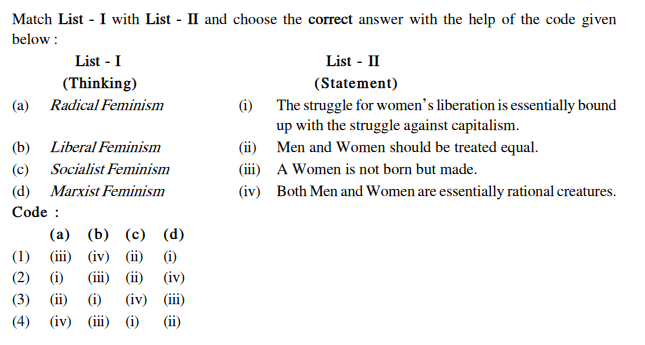 Match List - I with List - II and choose the correct answer with the help of the code given
below :
List - I List - II
(Thinking) (Statement)
(a) Radical Feminism (i) The struggle for women's liberation is essentially bound
up with the struggle against capitalism.
(b) Liberal Feminism (ii) Men and Women should be treated equal.
(c) Socialist Feminism (iii) A Women is not born but made.
(d) Marxist Feminism (iv) Both Men and Women are essentially rational creatures.
Code :
(a) (b) (c) (d)
(1) (iii) (iv) (ii) (i)
(2) (i) (iii) (ii) (iv)
(3) (ii) (i) (iv) (iii)
(4) (iv) (iii) (i) (ii)